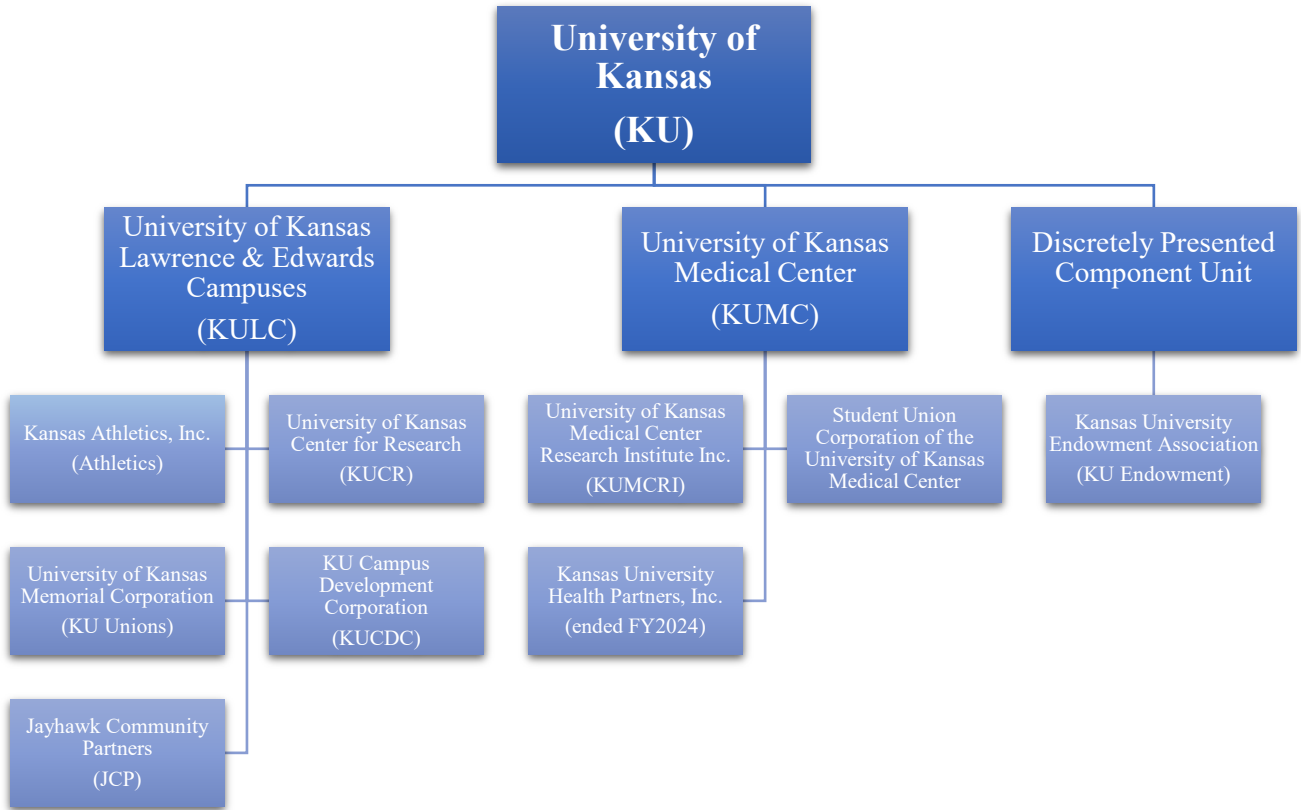 University of
Kansas
(KU)
University of Kansas
Lawrence & Edwards
Campuses
(KULC)
University of Kansas
Medical Center
(KUMC)
Discretely Presented
Component Unit
Kansas Athletics, Inc.
(Athletics)
University of Kansas
Center for Research
(KUCR)
University of Kansas
Medical Center
Research Institute Inc.
(KUMCRI)
Student Union
Corporation of the
University of Kansas
Medical Center
Kansas University
Endowment Association
(KU Endowment)
University of Kansas
Memorial Corporation
(KU Unions)
KU Campus
Development
Corporation
(KUCDC)
Kansas University
Health Partners, Inc.
(ended FY2024)
Jayhawk Community
Partners
(JCP)